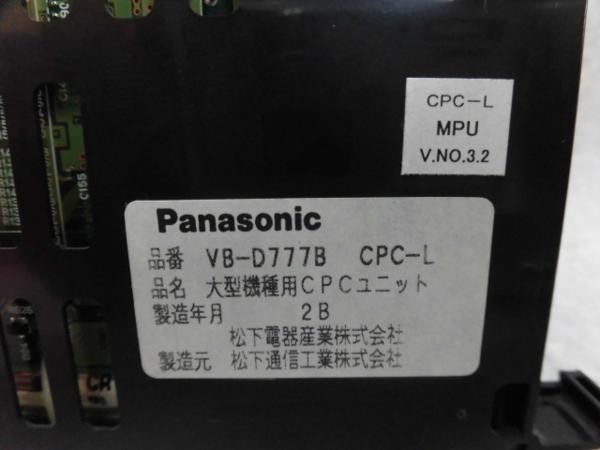 CPC-L
MPU
V.NO.3.2
Panasonic
品番 VB-D777B CPC-L
品名 大型機種用CPCユニット
製造年月 2B
松下電器産業株式会社
製造元 松下通信工業株式会社
C155
CR